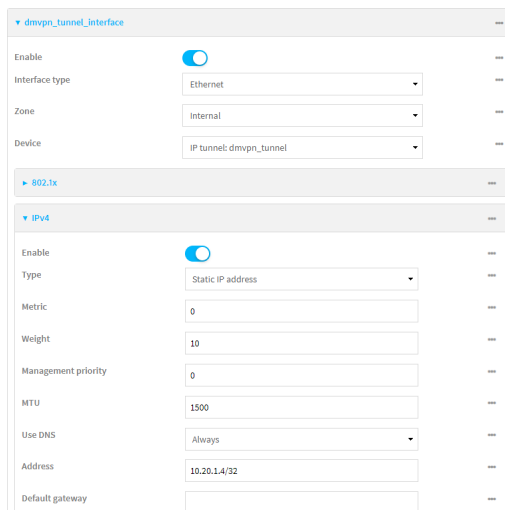 dmvpn_tunnel_interface
Enable
Interface type Ethernet
Zone Internal
Device IP tunnel: dmvpn_tunnel
802.1x
IPv4
Enable
Type Static IP address
Metric 0
Weight 10
Management priority 0
MTU 1500
Use DNS Always
Address 10.20.1.4/32
Default gateway